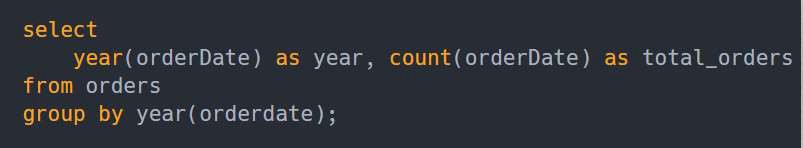 select
    year(orderDate) as year, count(orderDate) as total_orders
from orders
group by year(orderdate);